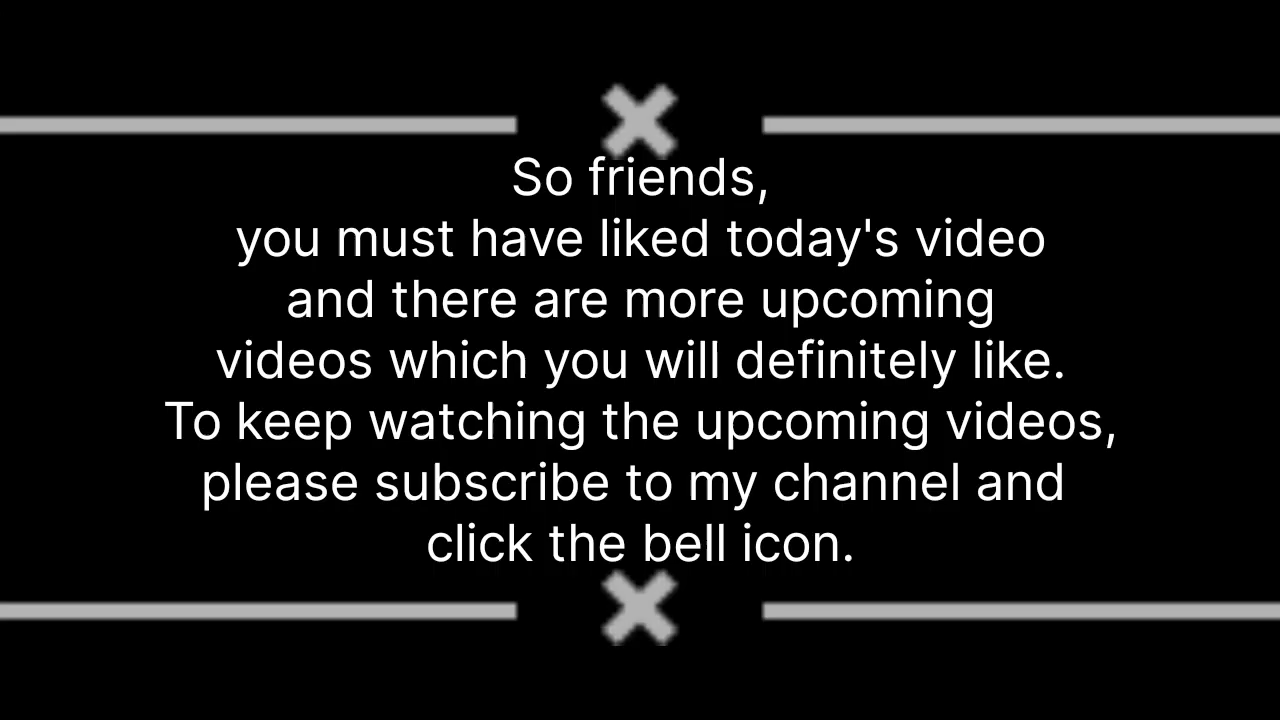 So friends,
you must have liked today's video
and there are more upcoming
videos which you will definitely like.
To keep watching the upcoming videos,
please subscribe to my channel and
click the bell icon.